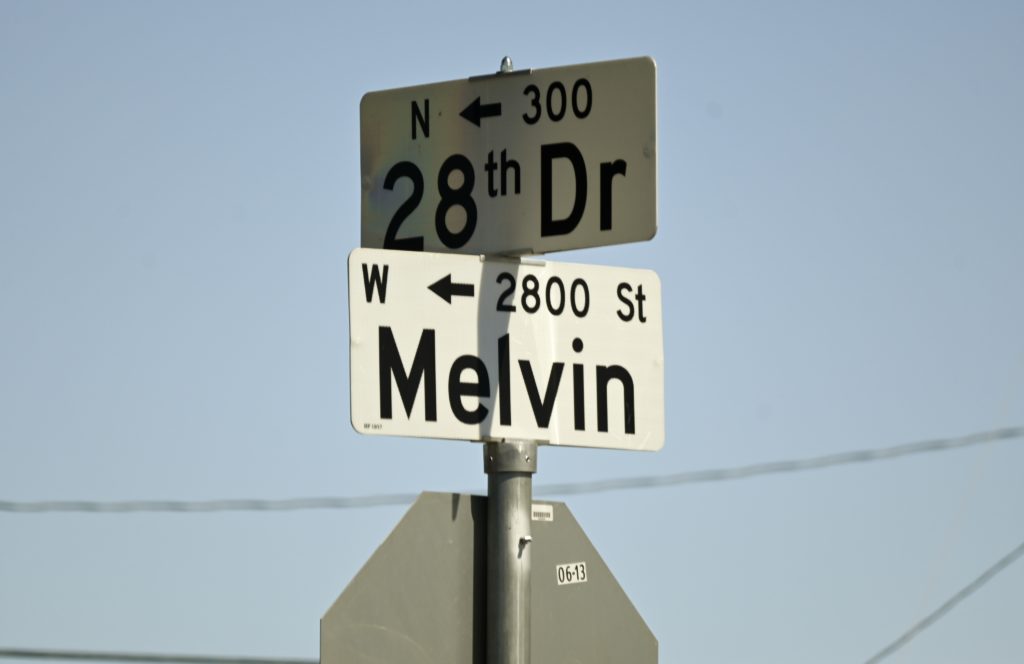 N ← 300
28th Dr
W ← 2800 St
Melvin
06-13